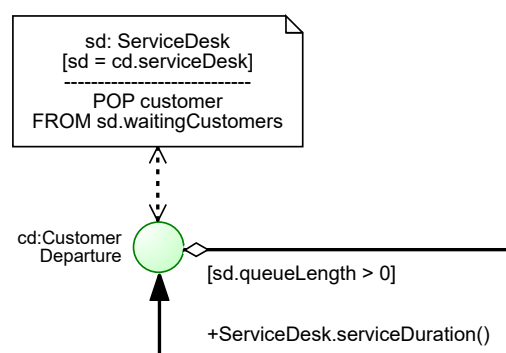 sd: ServiceDesk
[sd = cd.serviceDesk]
----------------------------
POP customer
FROM sd.waitingCustomers
cd:Customer
Departure
[sd.queueLength > 0]
+ServiceDesk.serviceDuration()